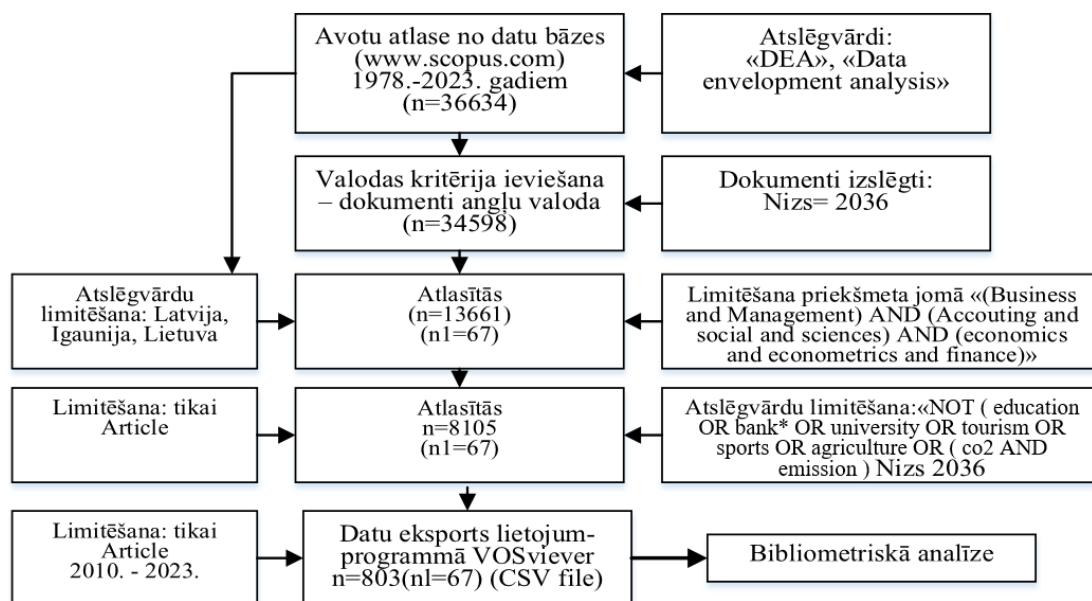 Avotu atlase no datu bāzes
(www.scopus.com)
1978.-2023. gadiem
(n=36634)
Atslēgvārdi:
«DEA», «Data
envelopment analysis»
Valodas kritērija ieviešana
– dokumenti angļu valoda
(n=34598)
Dokumenti izslēgti:
Nizs= 2036
Atslēgvārdu
limitēšana: Latvija,
Igaunija, Lietuva
Atlasītās
(n=13661)
(n1=67)
Limitēšana priekšmeta jomā «(Business
and Management) AND (Accouting and
social and sciences) AND (economics
and econometrics and finance)»
Limitēšana: tikai
Article
Atlasītās
n=8105
(n1=67)
Atslēgvārdu limitēšana:«NOT ( education
OR bank* OR university OR tourism OR
sports OR agriculture OR ( co2 AND
emission ) Nizs 2036
Limitēšana: tikai
Article
2010. - 2023.
Datu eksports lietojum-
programmā VOSviever
n=803(nl=67) (CSV file)
Bibliometriskā analīze